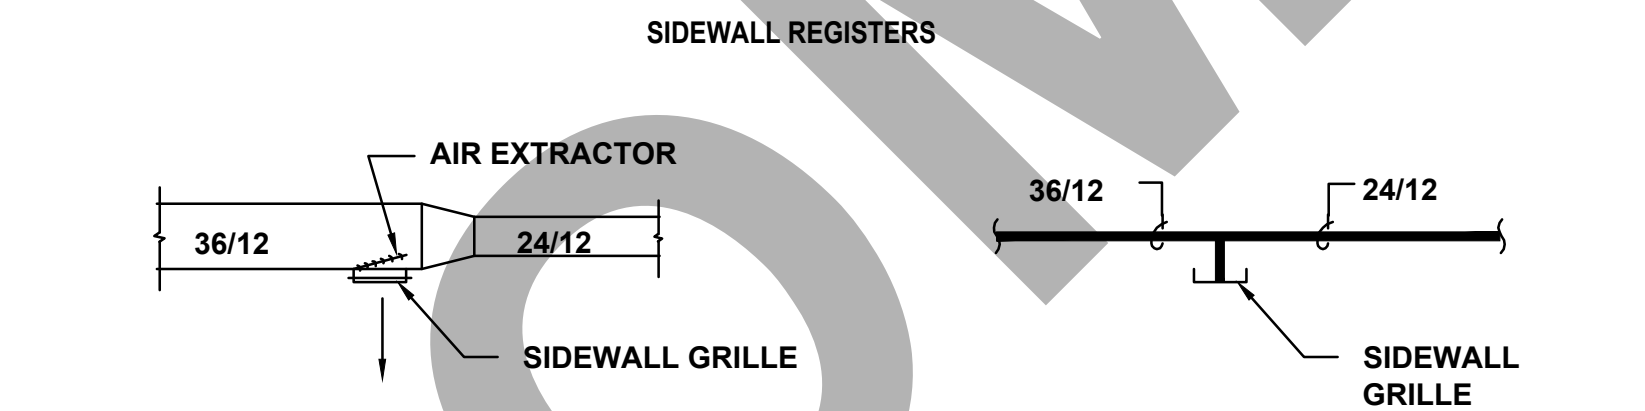 SIDEWALL REGISTERS
AIR EXTRACTOR
36/12
24/12
SIDEWALL GRILLE
36/12
24/12
SIDEWALL
GRILLE